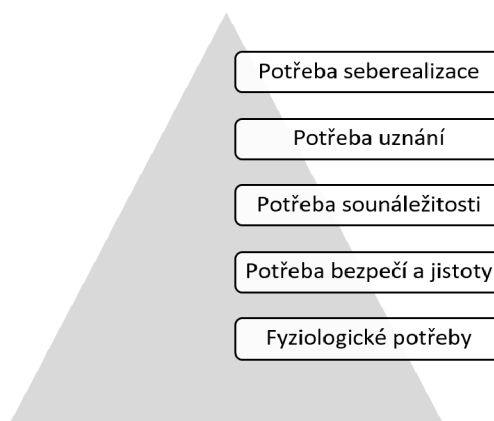 Potřeba seberealizace
Potřeba uznání
Potřeba sounáležitosti
Potřeba bezpečí a jistoty
Fyziologické potřeby